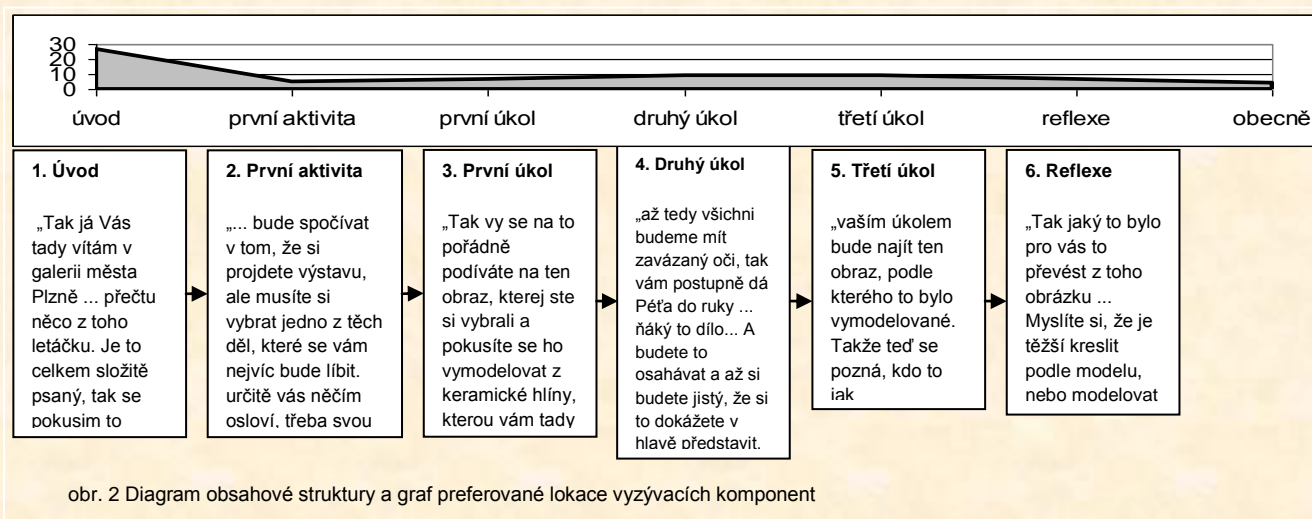 30
20
10
0
úvod první aktivita první úkol druhý úkol třetí úkol reflexe obecně
1. Úvod
„Tak já Vás
tady vítám v
galerii města
Plzně ... přečtu
něco z toho
letáčku. Je to
celkem složitě
psaný, tak se
pokusim to
2. První aktivita
„... bude spočívat
v tom, že si
projdete výstavu,
ale musíte si
vybrat jedno z těch
děl, které se vám
nejvíc bude líbit.
určitě vás něčím
osloví, třeba svou
3. První úkol
„Tak vy se na to
pořádně
podíváte na ten
obraz, kterej ste
si vybrali a
pokusíte se ho
vymodelovat z
keramické hlíny,
kterou vám tady
4. Druhý úkol
„až tedy všichni
budeme mít
zavázaný oči, tak
vám postupně dá
Péťa do ruky ...
ňáký to dílo... A
budete to
osahávat a až si
budete jistý, že si
to dokážete v
hlavě představit.
5. Třetí úkol
„vaším úkolem
bude najít ten
obraz, podle
kterého to bylo
vymodelované.
Takže teď se
pozná, kdo to
jak
6. Reflexe
„Tak jaký to bylo
pro vás to
převést z toho
obrázku ...
Myslíte si, že je
těžší kreslit
podle modelu,
nebo modelovat
obr. 2 Diagram obsahové struktury a graf preferované lokace vyzývacích komponent